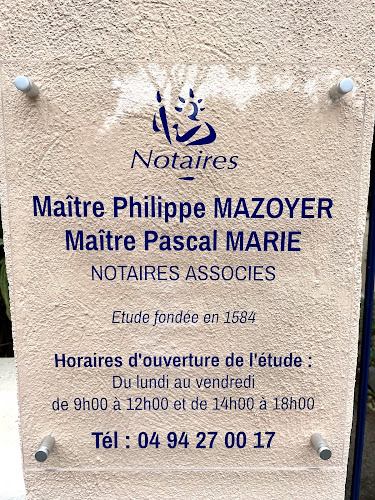 Notaires
Maître Philippe MAZOYER
Maître Pascal MARIE
NOTAIRES ASSOCIES
Etude fondée en 1584
Horaires d'ouverture de l'étude :
Du lundi au vendredi
de 9h00 à 12h00 et de 14h00 à 18h00
Tél : 04 94 27 00 17